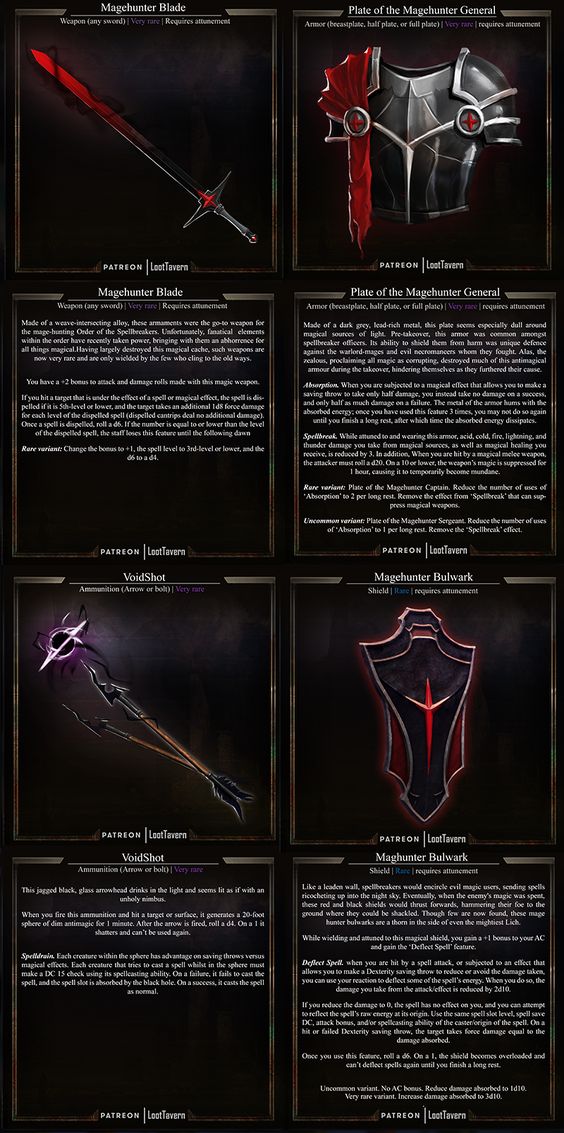 Magehunter Blade
Weapon (any sword) | Very rare | Requires attunement
PATREON | LootTavern
Plate of the Magehunter General
Armor (breastplate, half plate, or full plate) | Very rare | requires attunement
PATREON | LootTavern
Magehunter Blade
Weapon (any sword) | Very rare | Requires attunement
Made of a weave-intersecting alloy, these armaments were the go-to weapon for
the mage-hunting Order of the Spellbreakers. Unfortunately, fanatical elements
within the order have recently taken power, bringing with them an abhorrence for
all things magical.Having largely destroyed this magical cache, such weapons are
now very rare and are only wielded by the few who cling to the old ways.
You have a +2 bonus to attack and damage rolls made with this magic weapon.
If you hit a target that is under the effect of a spell or magical effect, the spell is dis-
pelled if it is 5th-level or lower, and the target takes an additional 1d8 force damage
for each level of the dispelled spell (dispelled cantrips deal no additional damage).
Once a spell is dispelled, roll a d6. If the number is equal to or lower than the level
of the dispelled spell, the staff loses this feature until the following dawn
Rare variant: Change the bonus to +1, the spell level to 3rd-level or lower, and the
d6 to a d4.
PATREON | LootTavern
Plate of the Magehunter General
Armor (breastplate, half plate, or full plate) | Very rare | requires attunement
Made of a dark grey, lead-rich metal, this plate seems especially dull around
magical sources of light. Pre-takeover, this armor was common amongst
spellbreaker officers. Its ability to shield them from harm was unique defence
against the warlord-mages and evil necromancers whom they fought. Alas, the
zealous, proclaiming all magic as corrupting, destroyed much of this antimagical
armour during the takeover, hindering themselves as they furthered their cause.
Absorption. When you are subjected to a magical effect that allows you to make a
saving throw to take only half damage, you instead take no damage on a success,
and only half as much damage on a failure. The metal of the armor hums with the
absorbed energy; once you have used this feature 3 times, you may not do so again
until you finish a long rest, after which time the absorbed energy dissipates.
Spellbreak. While attuned to and wearing this armor, acid, cold, fire, lightning, and
thunder damage you take from magical sources, as well as magical healing you
receive, is reduced by 3. In addition, When you are hit by a magical melee weapon,
the attacker must roll a d20. On a 10 or lower, the weapon's magic is suppressed for
1 hour, causing it to temporarily become mundane.
Rare variant: Plate of the Magehunter Captain. Reduce the number of uses of
'Absorption' to 2 per long rest. Remove the effect from 'Spellbreak' that can sup-
press magical weapons.
Uncommon variant: Plate of the Magehunter Sergeant. Reduce the number of uses
of 'Absorption' to 1 per long rest. Remove the 'Spellbreak' effect.
PATREON | LootTavern
VoidShot
Ammunition (Arrow or bolt) | Very rare
PATREON | LootTavern
Magehunter Bulwark
Shield | Rare | requires attunement
PATREON | LootTavern
VoidShot
Ammunition (Arrow or bolt) | Very rare
This jagged black, glass arrowhead drinks in the light and seems lit as if with an
unholy nimbus.
When you fire this ammunition and hit a target or surface, it generates a 20-foot
sphere of dim antimagic for 1 minute. After the arrow is fired, roll a d4. On a 1 it
shatters and can't be used again.
Spelldrain. Each creature within the sphere has advantage on saving throws versus
magical effects. Each creature that tries to cast a spell whilst in the sphere must
make a DC 15 check using its spellcasting ability. On a failure, it fails to cast the
spell, and the spell slot is absorbed by the black hole. On a success, it casts the spell
as normal.
PATREON | LootTavern
Maghunter Bulwark
Shield | Rare | requires attunement
Like a leaden wall, spellbreakers would encircle evil magic users, sending spells
ricocheting up into the night sky. Eventually, when the enemy's magic was spent,
these red and black shields would thrust forwards, hammering their foe to the
ground where they could be shackled. Though few are now found, these mage
hunter bulwarks are a thorn in the side of even the mightiest Lich.
While wielding and attuned to this magical shield, you gain a +1 bonus to your AC
and gain the 'Deflect Spell' feature.
Deflect Spell. when you are hit by a spell attack, or subjected to an effect that
allows you to make a Dexterity saving throw to reduce or avoid the damage taken,
you can use your reaction to deflect some of the spell's energy. When you do so, the
damage you take from the attack/effect is reduced by 2d10.
If you reduce the damage to 0, the spell has no effect on you, and you can attempt
to reflect the spell's raw energy at its origin. Use the same spell slot level, spell save
DC, attack bonus, and/or spellcasting ability of the caster/origin of the spell. On a
hit or failed Dexterity saving throw, the target takes force damage equal to the
damage absorbed.
Once you use this feature, roll a d6. On a 1, the shield becomes overloaded and
can't deflect spells again until you finish a long rest.
Uncommon variant. No AC bonus. Reduce damage absorbed to 1d10.
Very rare variant. Increase damage absorbed to 3d10.
PATREON | LootTavern